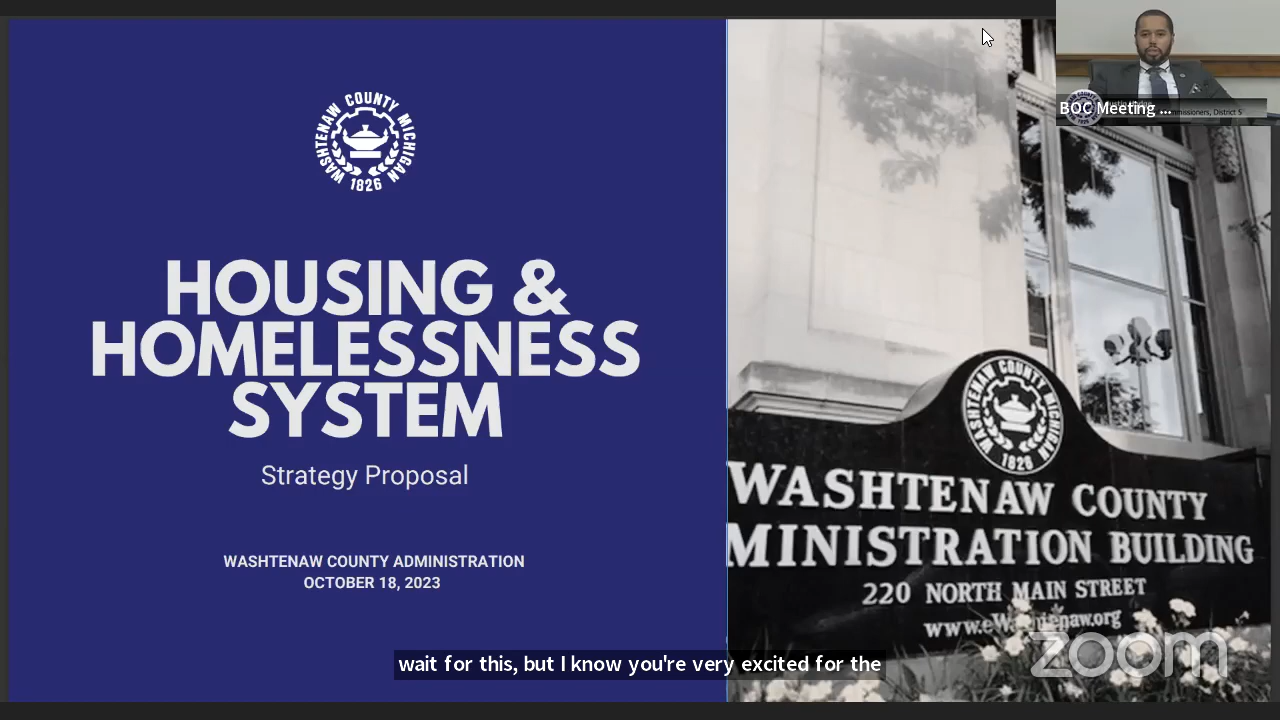 WASHTENAW COUNTY MICHIGAN
1826
HOUSING &
HOMELESSNESS
SYSTEM
Strategy Proposal
WASHTENAW COUNTY ADMINISTRATION
OCTOBER 18, 2023
BOC Meeting ...
District 5
WASHTENAW COUNTY MICHIGAN
1826
WASHTENAW COUNTY
MINISTRATION BUILDING
220 NORTH MAIN STREET
zoom
wait for this, but I know you're very excited for the